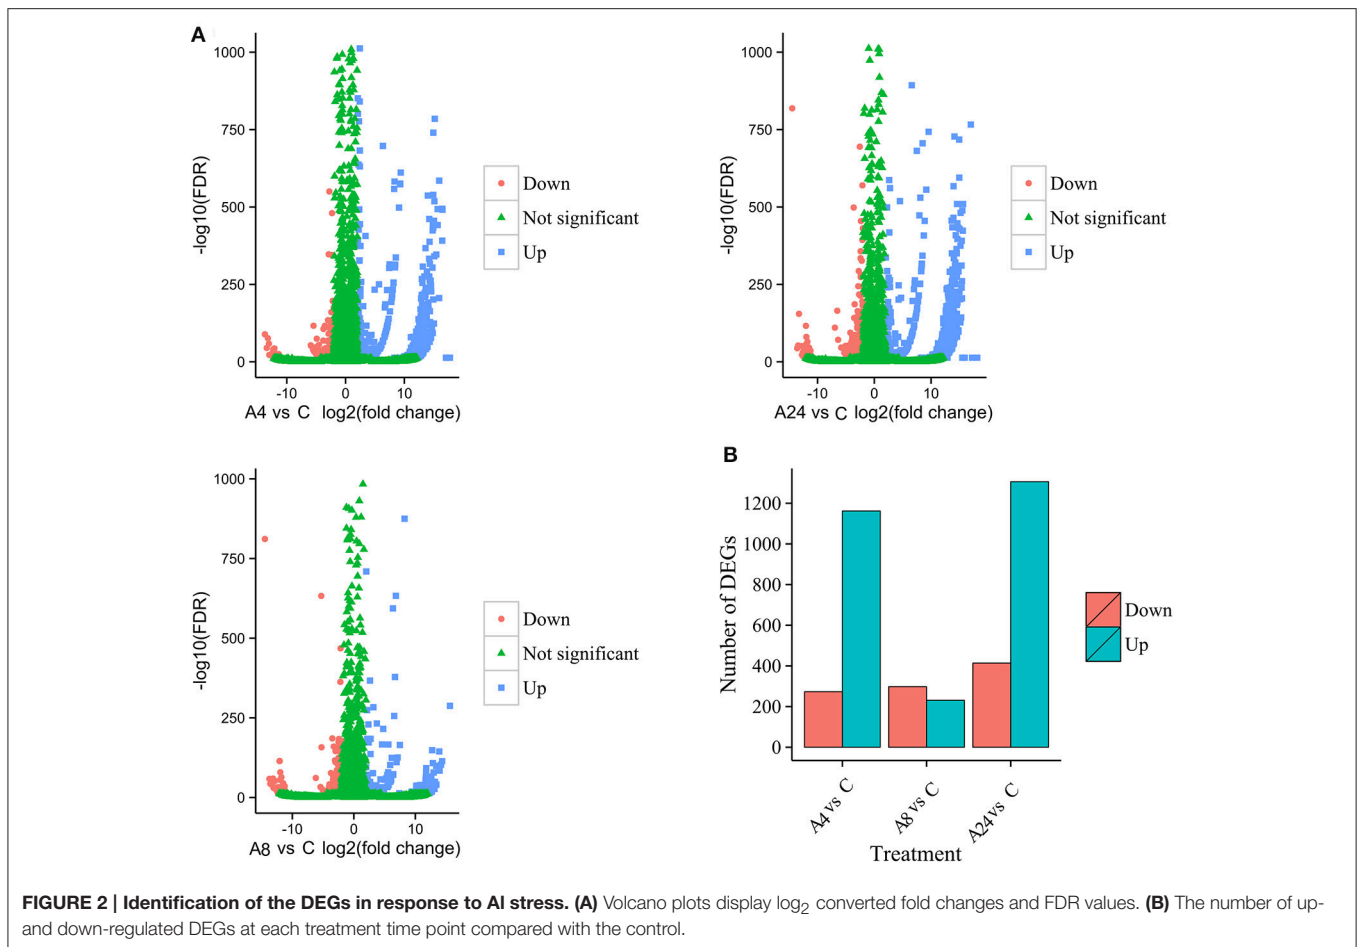 A
1000
750
500
250
0
-log10(FDR)
-10 0 10
A4 vs C log2(fold change)
Down
Not significant
Up
1000
750
500
250
0
-log10(FDR)
-10 0 10
A24 vs C log2(fold change)
Down
Not significant
Up
1000
750
500
250
0
-log10(FDR)
-10 0 10
A8 vs C log2(fold change)
Down
Not significant
Up
B
1200
1000
800
600
400
200
0
Number of DEGs
A4 vs C
A8 vs C
A24 vs C
Treatment
Down
Up
FIGURE 2 | Identification of the DEGs in response to Al stress. (A) Volcano plots display log2 converted fold changes and FDR values. (B) The number of up-
and down-regulated DEGs at each treatment time point compared with the control.